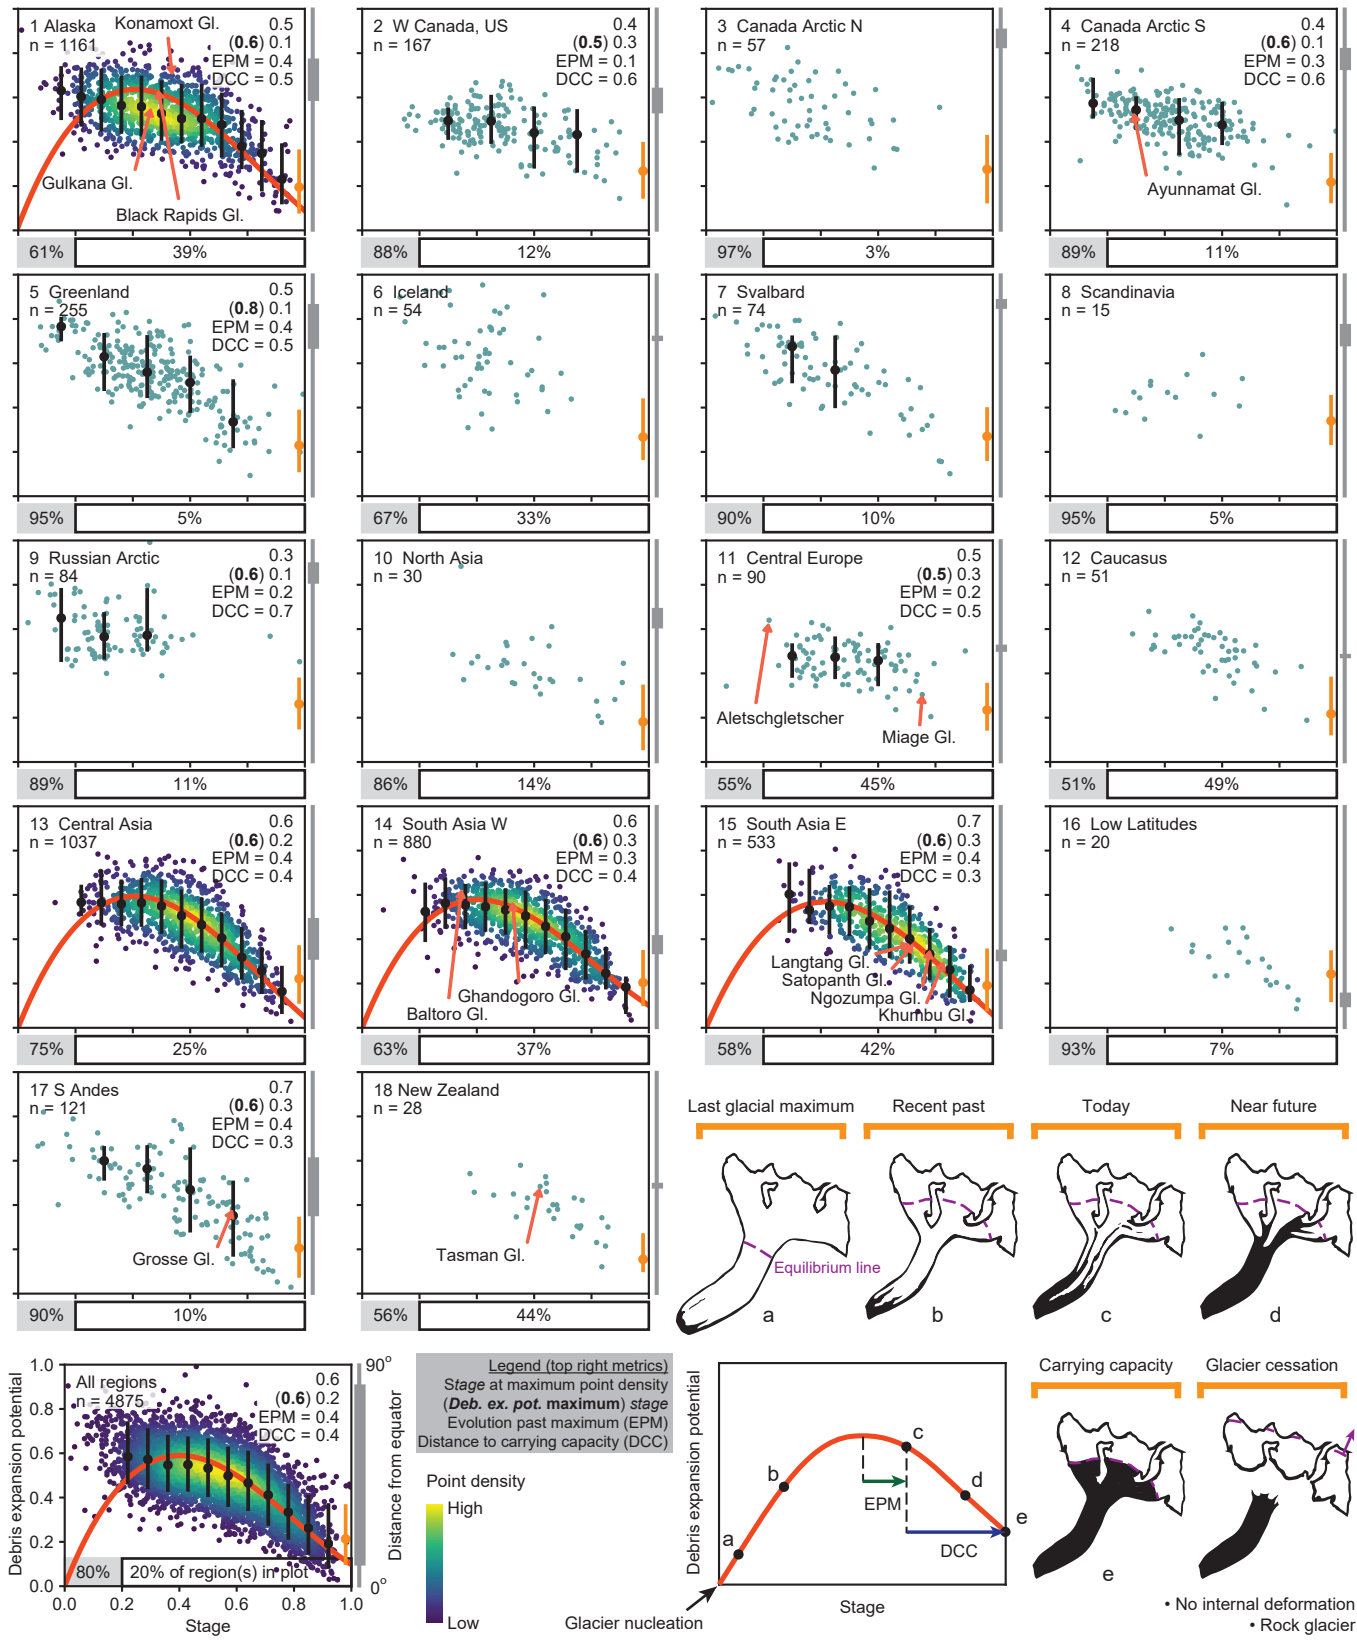 1 Alaska
n = 1161
Konamoxt Gl.
0.5
(0.6) 0.1
EPM = 0.4
DCC = 0.5
Gulkana Gl.
Black Rapids Gl.
61%
39%
2 W Canada, US
n = 167
0.4
(0.5) 0.3
EPM = 0.1
DCC = 0.6
88%
12%
3 Canada Arctic N
n = 57
97%
3%
4 Canada Arctic S
n = 218
0.4
(0.6) 0.1
EPM = 0.3
DCC = 0.6
Ayunnamat Gl.
89%
11%
5 Greenland
n = 255
0.5
(0.8) 0.1
EPM = 0.4
DCC = 0.5
95%
5%
6 Iceland
n = 54
67%
33%
7 Svalbard
n = 74
90%
10%
8 Scandinavia
n = 15
95%
5%
9 Russian Arctic
n = 84
0.3
(0.6) 0.1
EPM = 0.2
DCC = 0.7
89%
11%
10 North Asia
n = 30
86%
14%
11 Central Europe
n = 90
0.5
(0.5) 0.3
EPM = 0.2
DCC = 0.5
Aletschgletscher
Miage Gl.
55%
45%
12 Caucasus
n = 51
51%
49%
13 Central Asia
n = 1037
0.6
(0.6) 0.2
EPM = 0.4
DCC = 0.4
75%
25%
14 South Asia W
n = 880
0.6
(0.6) 0.3
EPM = 0.3
DCC = 0.4
Ghandogoro Gl.
Baltoro Gl.
63%
37%
15 South Asia E
n = 533
0.7
(0.6) 0.3
EPM = 0.4
DCC = 0.3
Langtang Gl.
Satopanth Gl.
Ngozumpa Gl.
Khumbu Gl.
58%
42%
16 Low Latitudes
n = 20
93%
7%
17 S Andes
n = 121
0.7
(0.6) 0.3
EPM = 0.4
DCC = 0.3
Grosse Gl.
90%
10%
18 New Zealand
n = 28
Tasman Gl.
56%
44%
Last glacial maximum
Recent past
Today
Near future
Equilibrium line
a
b
c
d
Debris expansion potential
1.0
0.8
0.6
0.4
0.2
0.0
All regions
n = 4875
0.6
(0.6) 0.2
EPM = 0.4
DCC = 0.4
80%
20% of region(s) in plot
0.0 0.2 0.4 0.6 0.8 1.0
Stage
90°
Distance from equator
0°
Legend (top right metrics)
Stage at maximum point density
(Deb. ex. pot. maximum) stage
Evolution past maximum (EPM)
Distance to carrying capacity (DCC)
Point density
High
Low
Debris expansion potential
a
b
c
d
e
EPM
DCC
Stage
Glacier nucleation
Carrying capacity
Glacier cessation
e
• No internal deformation
• Rock glacier